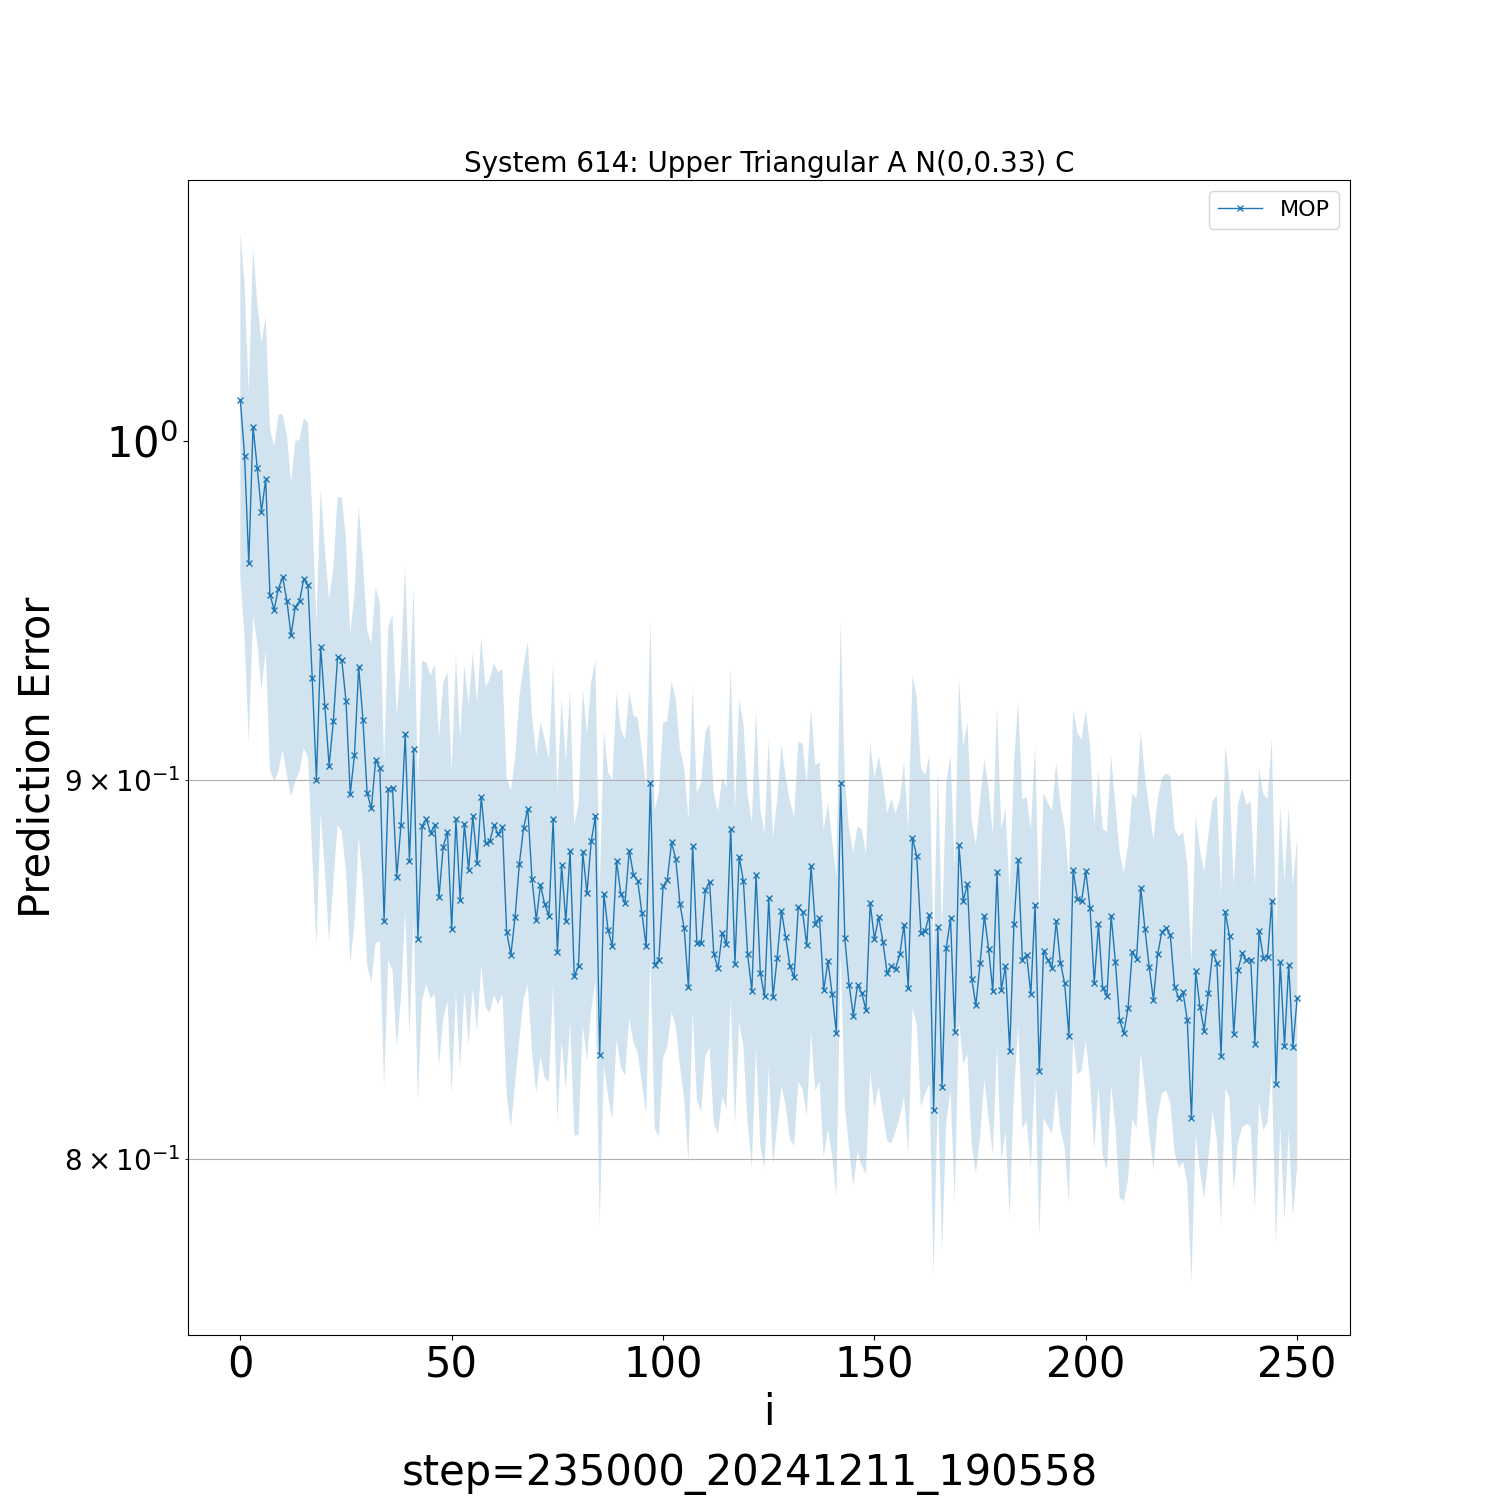 System 614: Upper Triangular A N(0,0.33) C
MOP
10⁰
9 × 10⁻¹
8 × 10⁻¹
Prediction Error
0 50 100 150 200 250
i
step=235000_20241211_190558